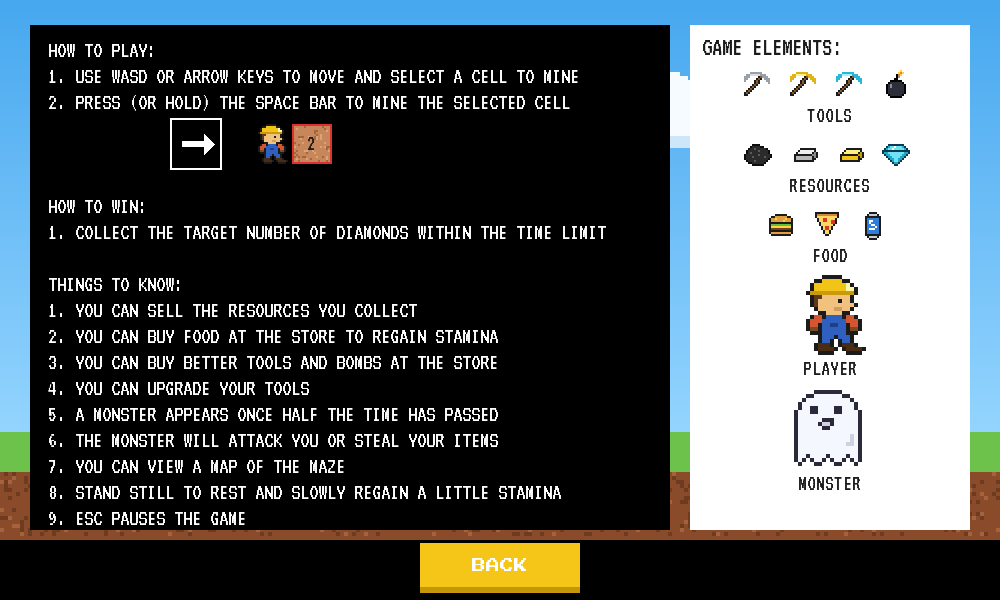 HOW TO PLAY:
1. USE WASD OR ARROW KEYS TO MOVE AND SELECT A CELL TO MINE
2. PRESS (OR HOLD) THE SPACE BAR TO MINE THE SELECTED CELL
2
HOW TO WIN:
1. COLLECT THE TARGET NUMBER OF DIAMONDS WITHIN THE TIME LIMIT
THINGS TO KNOW:
1. YOU CAN SELL THE RESOURCES YOU COLLECT
2. YOU CAN BUY FOOD AT THE STORE TO REGAIN STAMINA
3. YOU CAN BUY BETTER TOOLS AND BOMBS AT THE STORE
4. YOU CAN UPGRADE YOUR TOOLS
5. A MONSTER APPEARS ONCE HALF THE TIME HAS PASSED
6. THE MONSTER WILL ATTACK YOU OR STEAL YOUR ITEMS
7. YOU CAN VIEW A MAP OF THE MAZE
8. STAND STILL TO REST AND SLOWLY REGAIN A LITTLE STAMINA
9. ESC PAUSES THE GAME
GAME ELEMENTS:
TOOLS
RESOURCES
S
FOOD
PLAYER
MONSTER
BACK